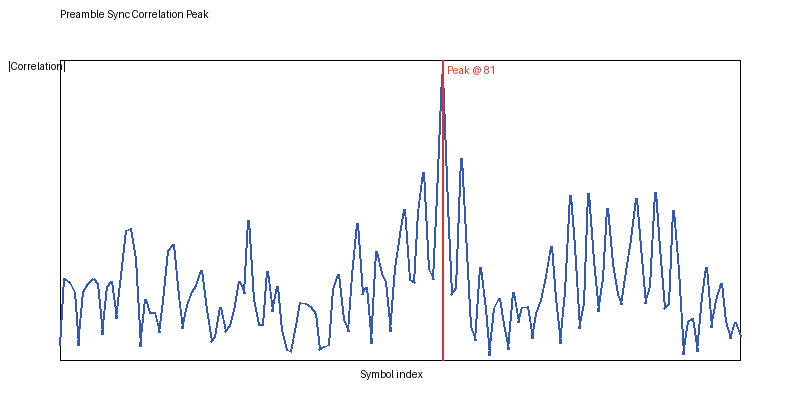 Preamble Sync Correlation Peak
|Correlation|
Peak @ 81
Symbol index